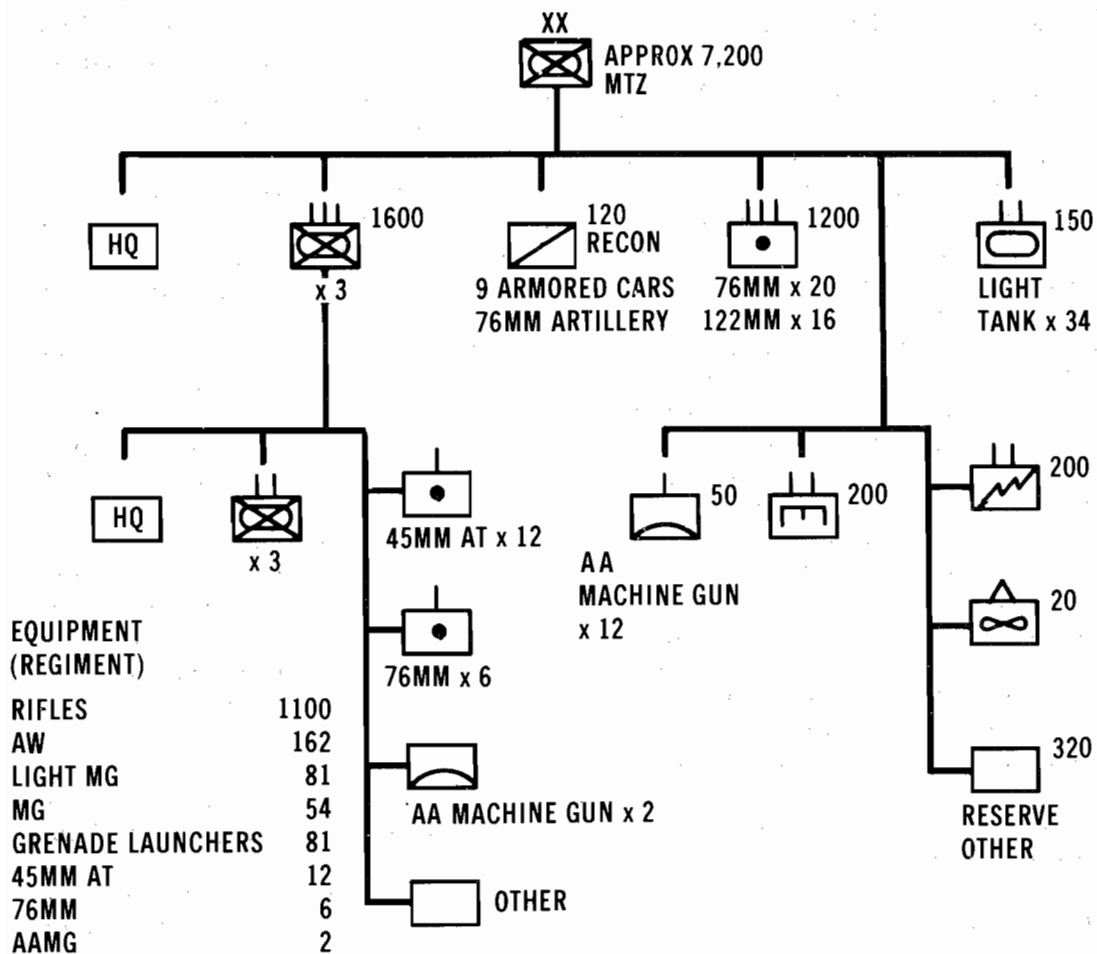 XX
APPROX 7,200
MTZ
HQ
1600
x 3
120
RECON
9 ARMORED CARS
76MM ARTILLERY
1200
76MM x 20
122MM x 16
150
LIGHT
TANK x 34
HQ
x 3
45MM AT x 12
76MM x 6
AA MACHINE GUN x 2
OTHER
50
AA
MACHINE GUN
x 12
200
200
20
320
RESERVE
OTHER
EQUIPMENT
(REGIMENT)
RIFLES 1100
AW 162
LIGHT MG 81
MG 54
GRENADE LAUNCHERS 81
45MM AT 12
76MM 6
AAMG 2